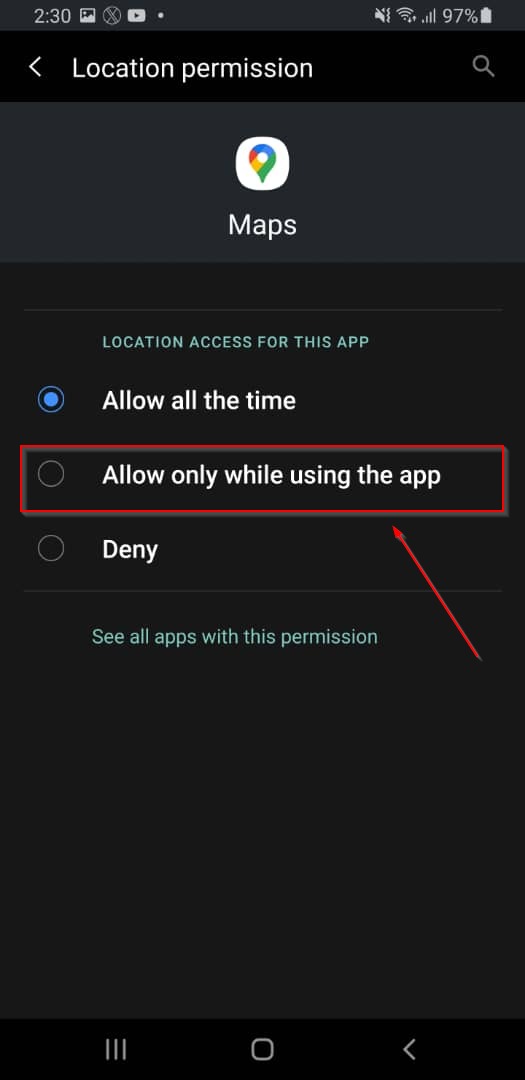 2:30 97%
Location permission
Maps
LOCATION ACCESS FOR THIS APP
Allow all the time
Allow only while using the app
Deny
See all apps with this permission